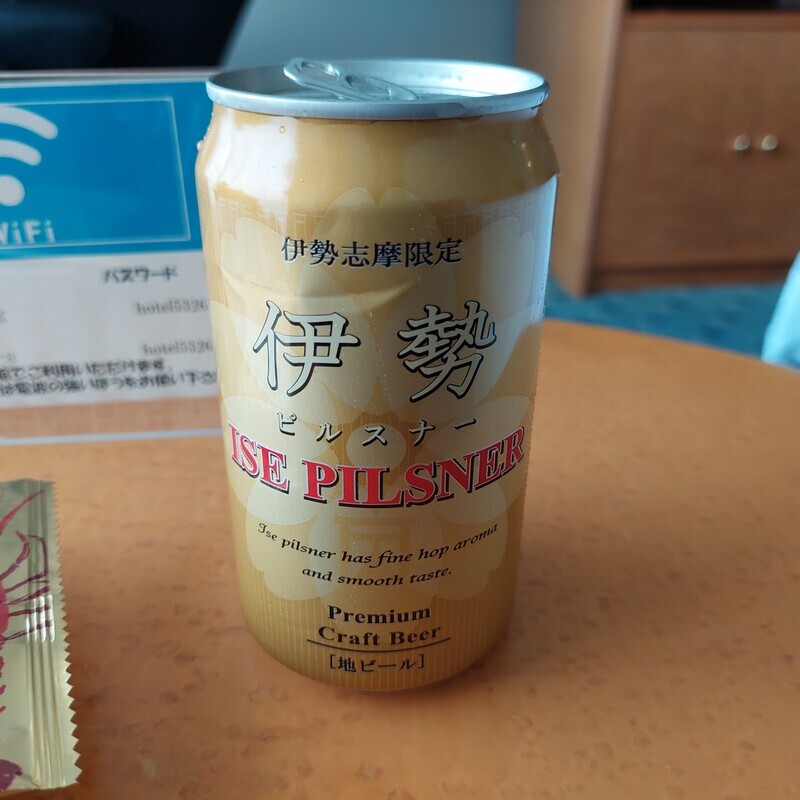 WiFi
パスワード
hotel5326
hotel5326
伊勢志摩限定
伊勢
ピルスナー
ISE PILSNER
Ise pilsner has fine hop aroma
and smooth taste.
Premium
Craft Beer
[地ビール]